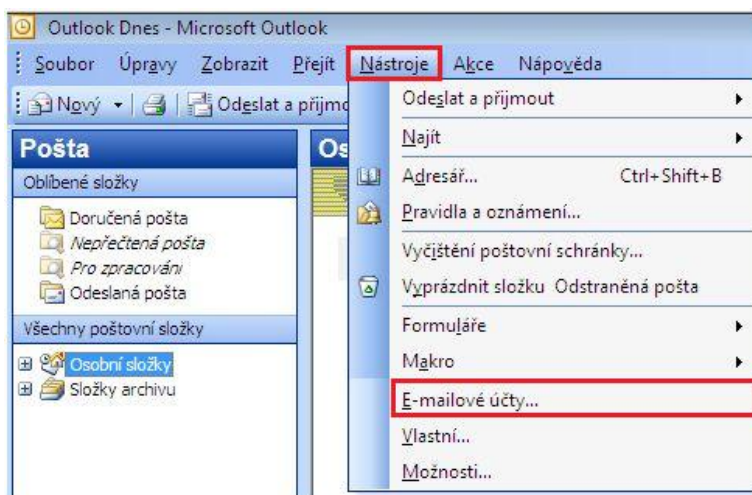 Outlook Dnes - Microsoft Outlook
Soubor Úpravy Zobrazit Přejít Nástroje Akce Nápověda
Nový Odeslat a přijmo
Pošta
Oblíbené složky
Doručená pošta
Nepřečtená pošta
Pro zpracování
Odeslaná pošta
Všechny poštovní složky
Osobní složky
Složky archivu
Os
Odeslat a přijmout
Najít
Adresář... Ctrl+Shift+B
Pravidla a oznámení...
Vyčištění poštovní schránky...
Vyprázdnit složku Odstraněná pošta
Formuláře
Makro
E-mailové účty...
Vlastní...
Možnosti...